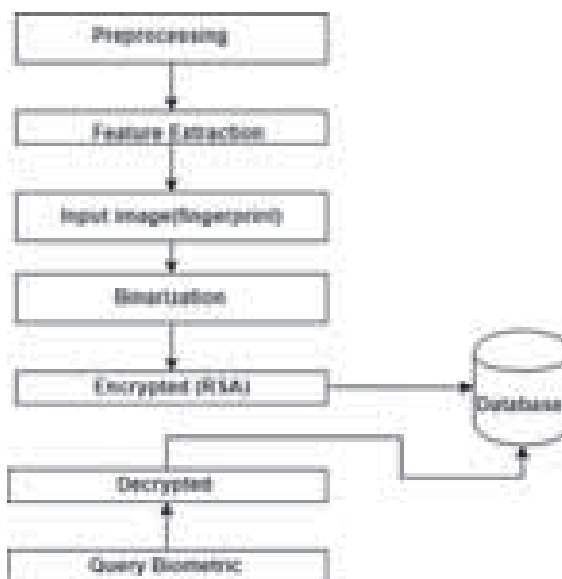 Preprocessing
Feature Extraction
Input image(fingerprint)
Binarization
Encrypted (RSA)
Database
Decrypted
Query Biometric